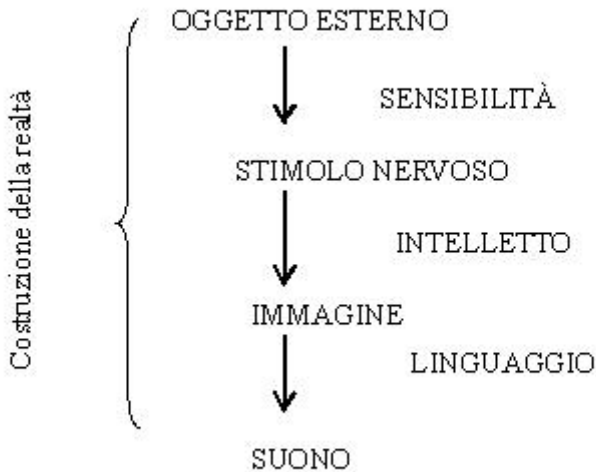 OGGETTO ESTERNO
SENSIBILITÀ
STIMOLO NERVOSO
INTELLETTO
IMMAGINE
LINGUAGGIO
SUONO
Costruzione della realtà